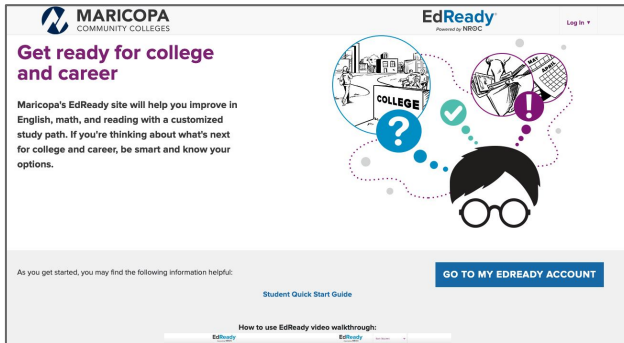 MARICOPA
COMMUNITY COLLEGES
EdReady
Powered by NROC
Log In ▼
Get ready for college
and career
Maricopa's EdReady site will help you improve in
English, math, and reading with a customized
study path. If you're thinking about what's next
for college and career, be smart and know your
options.
COLLEGE
MAY
APRIL
?
!
As you get started, you may find the following information helpful:
GO TO MY EDREADY ACCOUNT
Student Quick Start Guide
How to use EdReady video walkthrough:
EdReady
EdReady